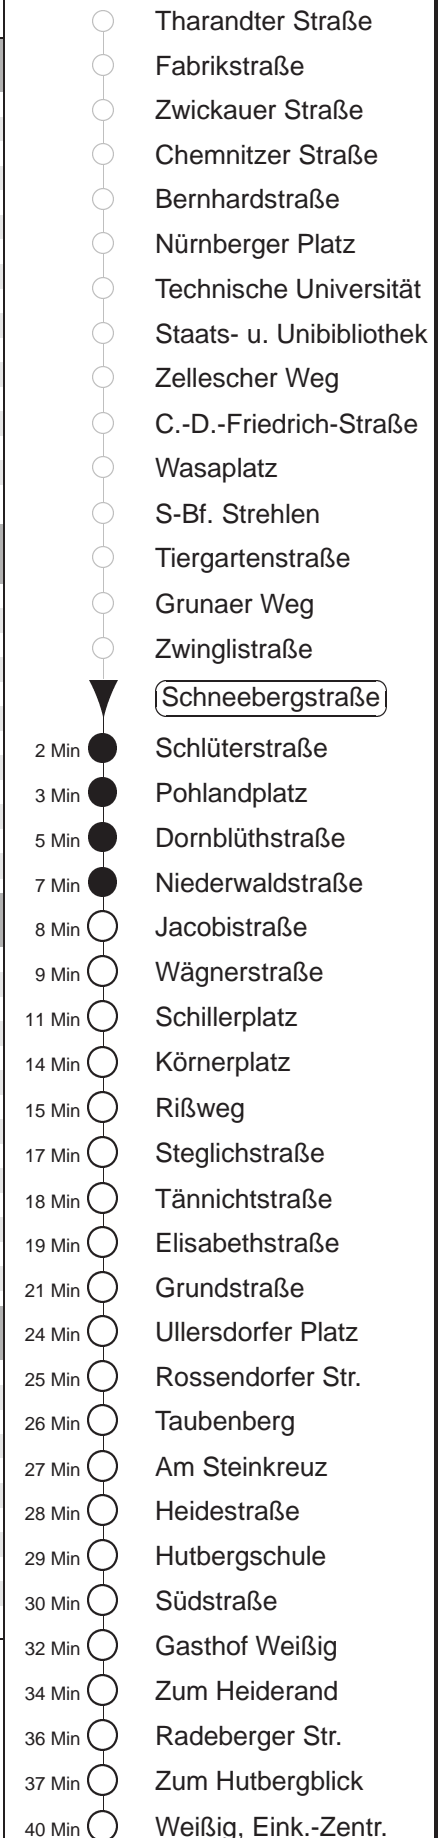 Tharandter Straße
Fabrikstraße
Zwickauer Straße
Chemnitzer Straße
Bernhardstraße
Nürnberger Platz
Technische Universität
Staats- u. Unibibliothek
Zellescher Weg
C.-D.-Friedrich-Straße
Wasaplatz
S-Bf. Strehlen
Tiergartenstraße
Grunaer Weg
Zwinglistraße
Schneebergstraße
2 Min Schlüterstraße
3 Min Pohlandplatz
5 Min Dornblüthstraße
7 Min Niederwaldstraße
8 Min Jacobistraße
9 Min Wägnerstraße
11 Min Schillerplatz
14 Min Körnerplatz
15 Min Rißweg
17 Min Steglichstraße
18 Min Tännichtstraße
19 Min Elisabethstraße
21 Min Grundstraße
24 Min Ullersdorfer Platz
25 Min Rossendorfer Str.
26 Min Taubenberg
27 Min Am Steinkreuz
28 Min Heidestraße
29 Min Hutbergschule
30 Min Südstraße
32 Min Gasthof Weißig
34 Min Zum Heiderand
36 Min Radeberger Str.
37 Min Zum Hutbergblick
40 Min Weißig, Eink.-Zentr.